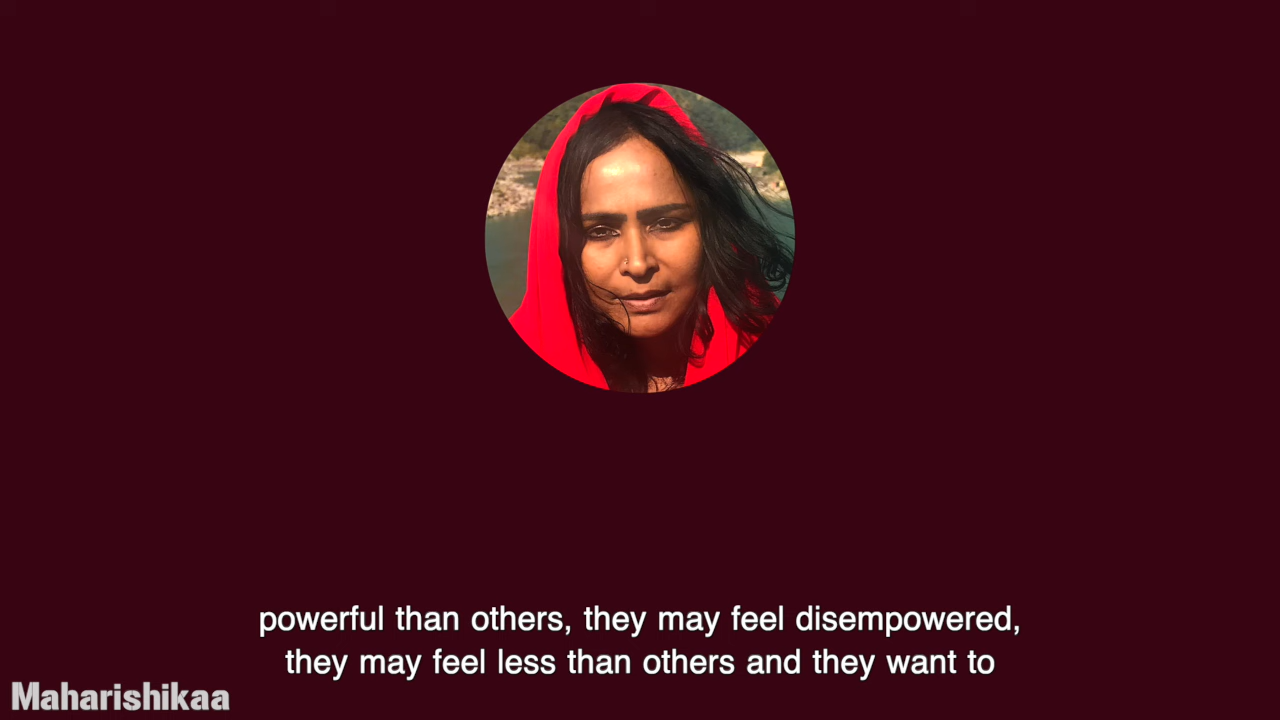 powerful than others, they may feel disempowered,
they may feel less than others and they want to
Maharishikaa